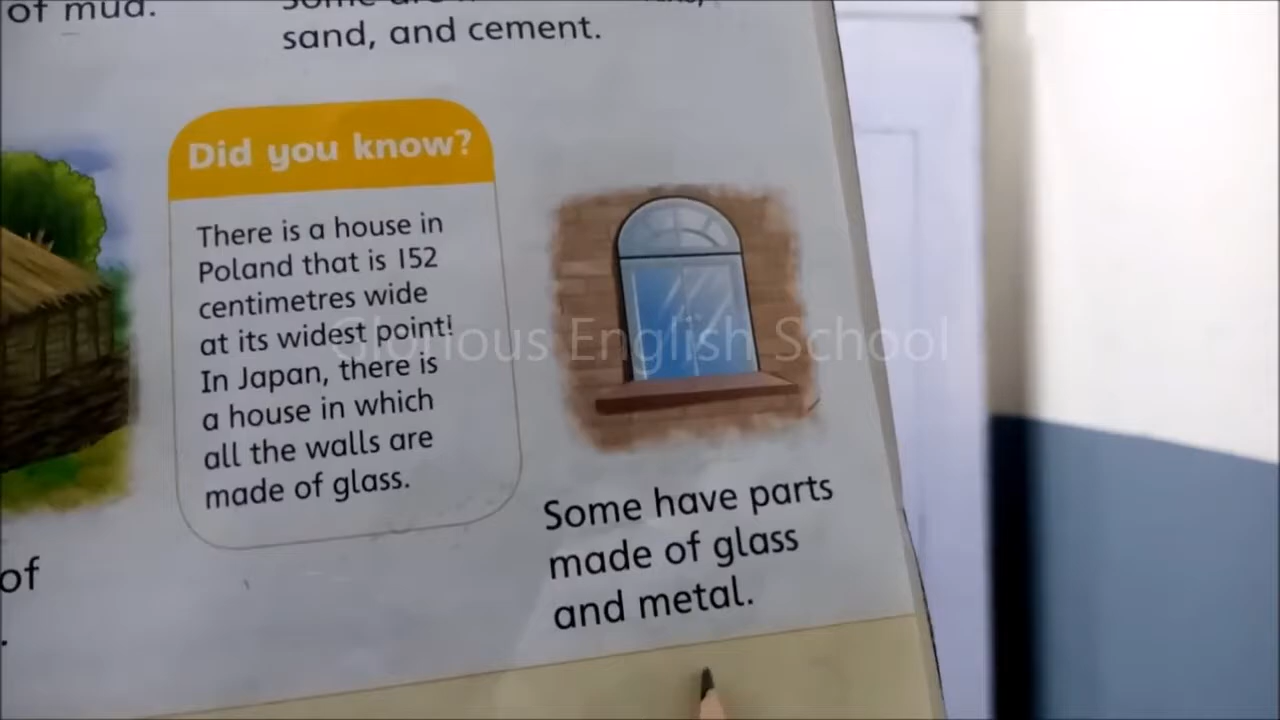 of mud.
sand, and cement.
Did you know?
There is a house in
Poland that is 152
centimetres wide
at its widest point!
In Japan, there is
a house in which
all the walls are
made of glass.
Some have parts
made of glass
and metal.
of
Glorious English School